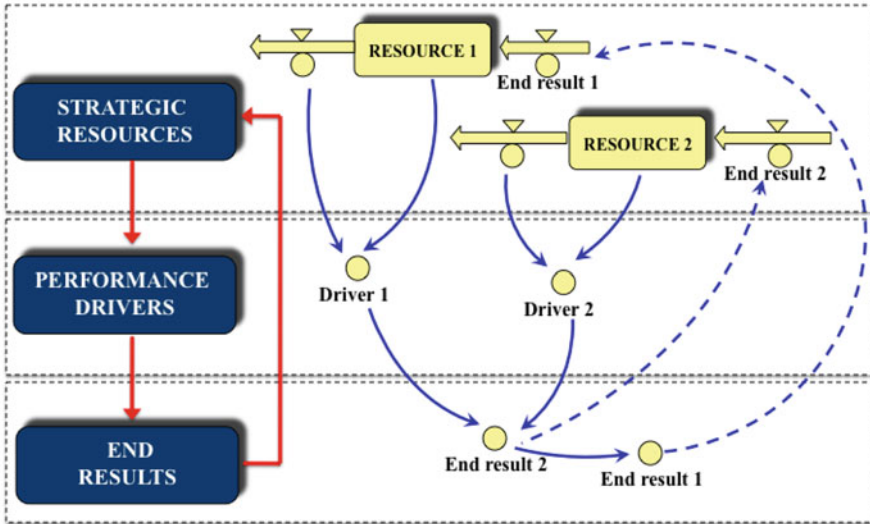 RESOURCE 1
End result 1
STRATEGIC
RESOURCES
RESOURCE 2
End result 2
PERFORMANCE
DRIVERS
Driver 1
Driver 2
END
RESULTS
End result 2
End result 1